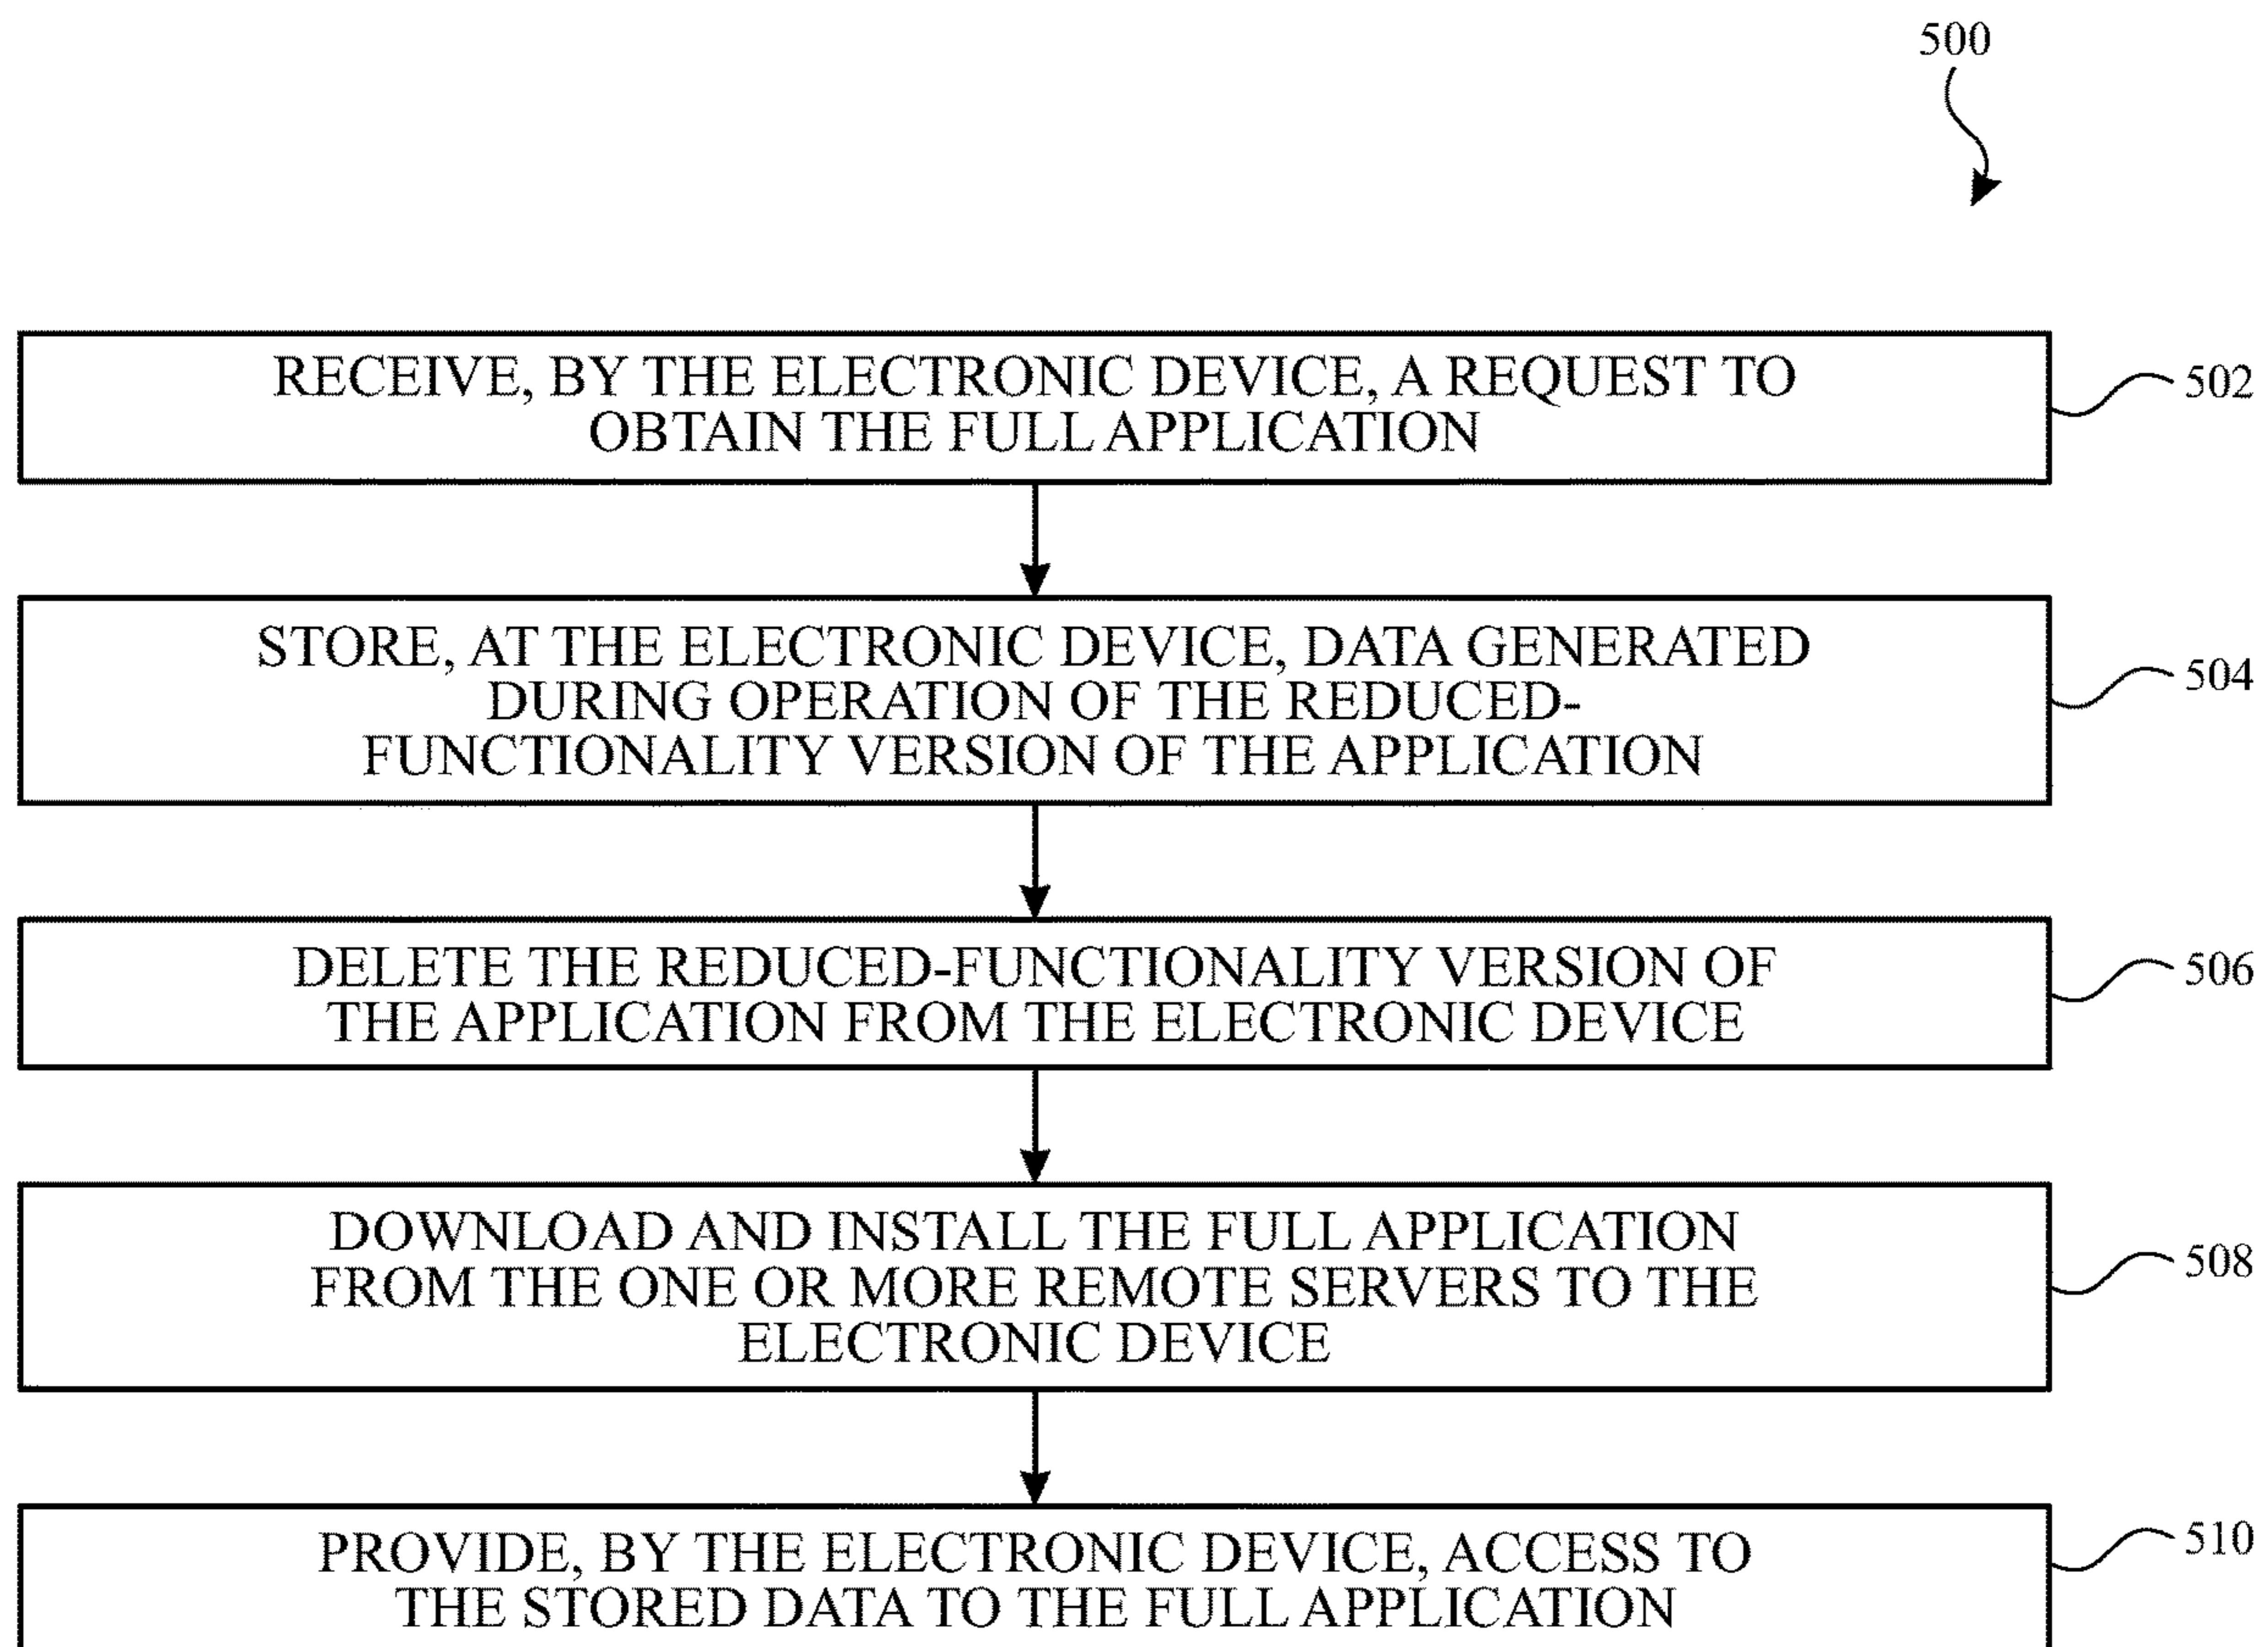 500
RECEIVE, BY THE ELECTRONIC DEVICE, A REQUEST TO
OBTAIN THE FULL APPLICATION
502
STORE, AT THE ELECTRONIC DEVICE, DATA GENERATED
DURING OPERATION OF THE REDUCED-
FUNCTIONALITY VERSION OF THE APPLICATION
504
DELETE THE REDUCED-FUNCTIONALITY VERSION OF
THE APPLICATION FROM THE ELECTRONIC DEVICE
506
DOWNLOAD AND INSTALL THE FULL APPLICATION
FROM THE ONE OR MORE REMOTE SERVERS TO THE
ELECTRONIC DEVICE
508
PROVIDE, BY THE ELECTRONIC DEVICE, ACCESS TO
THE STORED DATA TO THE FULL APPLICATION
510